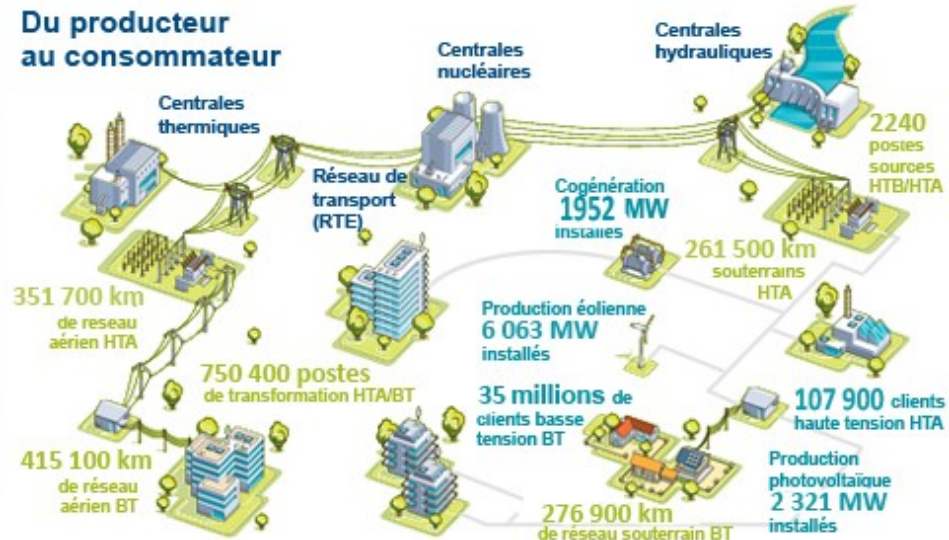 Du producteur
au consommateur
Centrales
thermiques
Centrales
nucléaires
Centrales
hydrauliques
Réseau de
transport
(RTE)
2240
postes
sources
HTB/HTA
Cogénération
1952 MW
installés
261 500 km
souterrains
HTA
351 700 km
de reseau
aérien HTA
Production éolienne
6 063 MW
installés
750 400 postes
de transformation HTA/BT
35 millions de
clients basse
tension BT
107 900 clients
haute tension HTA
415 100 km
de réseau
aérien BT
Production
photovoltaïque
2 321 MW
installés
276 900 km
de réseau souterrain BT